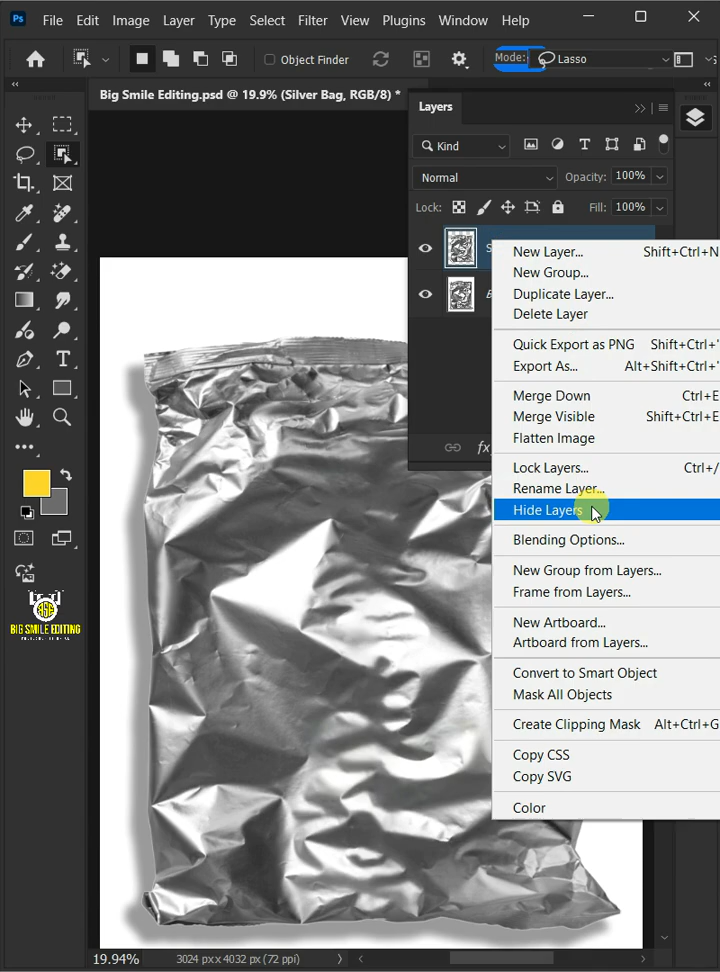 Ps File Edit Image Layer Type Select Filter View Plugins Window Help
Object Finder Mode: Lasso
Big Smile Editing.psd @ 19.9% (Silver Bag, RGB/8) *
Layers
Kind
Normal Opacity: 100%
Lock: Fill: 100%
S
B
fx
New Layer... Shift+Ctrl+N
New Group...
Duplicate Layer...
Delete Layer
Quick Export as PNG Shift+Ctrl+'
Export As... Alt+Shift+Ctrl+'
Merge Down Ctrl+E
Merge Visible Shift+Ctrl+E
Flatten Image
Lock Layers... Ctrl+/
Rename Layer...
Hide Layers
Blending Options...
New Group from Layers...
Frame from Layers...
New Artboard...
Artboard from Layers...
Convert to Smart Object
Mask All Objects
Create Clipping Mask Alt+Ctrl+G
Copy CSS
Copy SVG
Color
BIG SMILE EDITING
19.94% 3024 px x 4032 px (72 ppi)